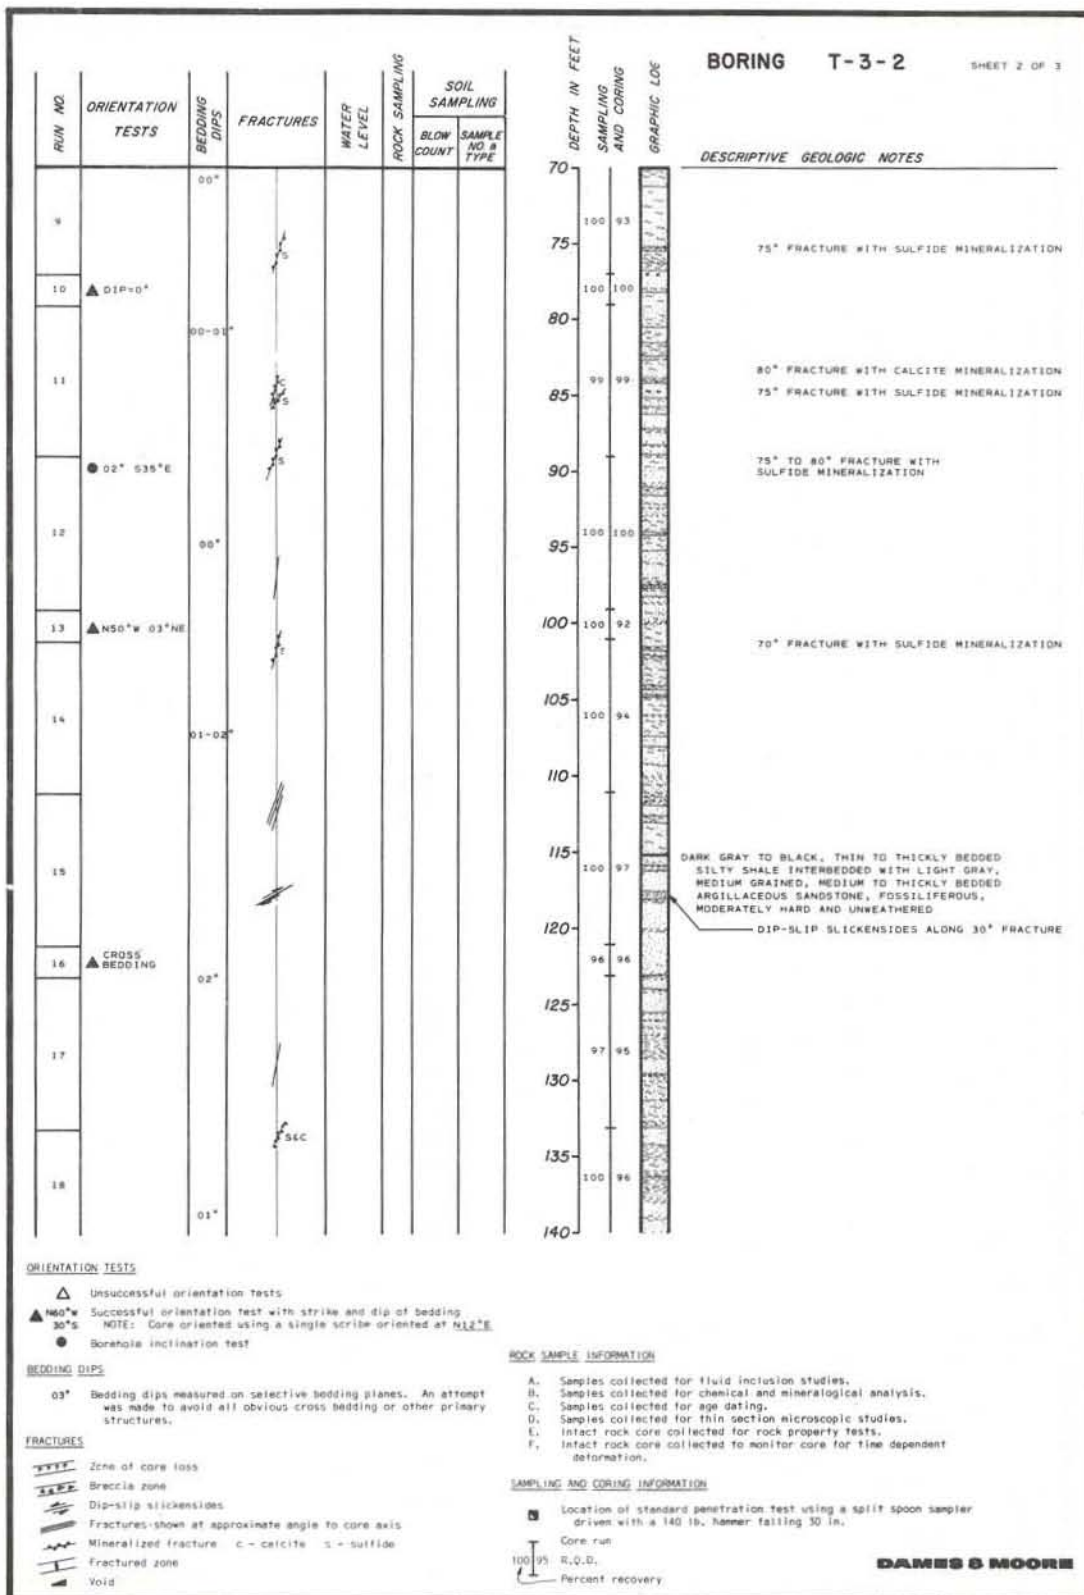 BORING T-3-2
SHEET 2 OF 3
RUN NO.
ORIENTATION TESTS
BEDDING DIPS
FRACTURES
WATER LEVEL
ROCK SAMPLING
SOIL SAMPLING
BLOW COUNT
SAMPLE NO. & TYPE
DEPTH IN FEET
SAMPLING AND CORING
GRAPHIC LOG
DESCRIPTIVE GEOLOGIC NOTES
70
00°
9
100 93
S
75
75° FRACTURE WITH SULFIDE MINERALIZATION
10
DIP=0°
100 100
80
00-01°
11
C
S
99 99
80° FRACTURE WITH CALCITE MINERALIZATION
85
75° FRACTURE WITH SULFIDE MINERALIZATION
02° S35°E
S
90
75° TO 80° FRACTURE WITH
SULFIDE MINERALIZATION
12
00°
100 100
95
13
N50°W 03°NE
100
100 92
70° FRACTURE WITH SULFIDE MINERALIZATION
105
14
100 94
01-02°
110
115
15
100 97
DARK GRAY TO BLACK, THIN TO THICKLY BEDDED
SILTY SHALE INTERBEDDED WITH LIGHT GRAY,
MEDIUM GRAINED, MEDIUM TO THICKLY BEDDED
ARGILLACEOUS SANDSTONE, FOSSILIFEROUS,
MODERATELY HARD AND UNWEATHERED
120
DIP-SLIP SLICKENSIDES ALONG 30° FRACTURE
16
CROSS
BEDDING
96 96
02°
125
17
97 95
130
S&C
135
18
100 96
01°
140
ORIENTATION TESTS
Unsuccessful orientation tests
N60°W
30°S
Successful orientation test with strike and dip of bedding
NOTE: Core oriented using a single scribe oriented at N12°E
Borehole inclination test
BEDDING DIPS
03° Bedding dips measured on selective bedding planes. An attempt
was made to avoid all obvious cross bedding or other primary
structures.
FRACTURES
Zone of core loss
Breccia zone
Dip-slip slickensides
Fractures-shown at approximate angle to core axis
Mineralized fracture c - calcite s - sulfide
Fractured zone
Void
ROCK SAMPLE INFORMATION
A. Samples collected for fluid inclusion studies.
B. Samples collected for chemical and mineralogical analysis.
C. Samples collected for age dating.
D. Samples collected for thin section microscopic studies.
E. Intact rock core collected for rock property tests.
F. Intact rock core collected to monitor core for time dependent
deformation.
SAMPLING AND CORING INFORMATION
Location of standard penetration test using a split spoon sampler
driven with a 140 lb. hammer falling 30 in.
Core run
100 95 R.Q.D.
Percent recovery
DAMES & MOORE